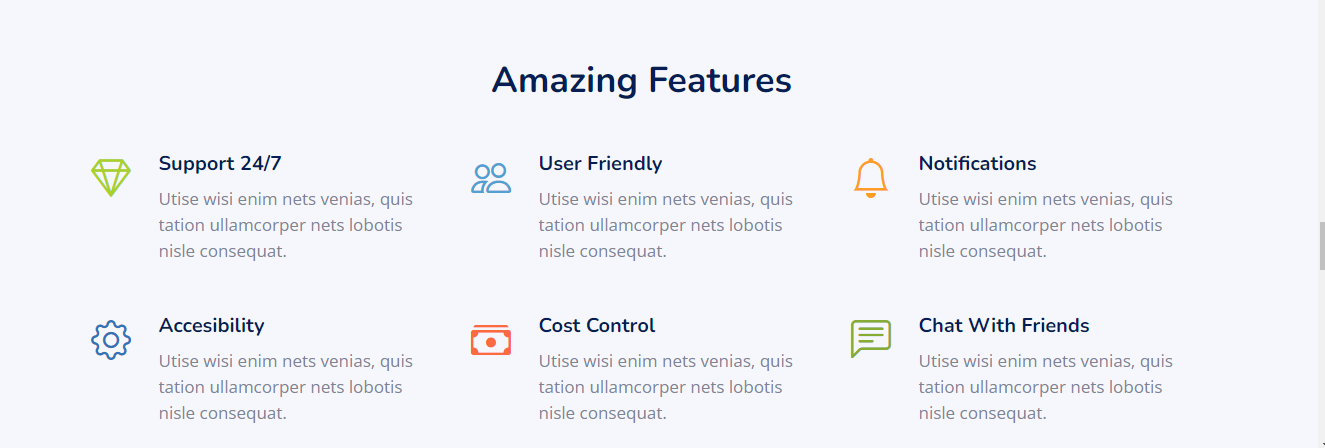 Amazing Features
Support 24/7
Utise wisi enim nets venias, quis
tation ullamcorper nets lobotis
nisle consequat.
User Friendly
Utise wisi enim nets venias, quis
tation ullamcorper nets lobotis
nisle consequat.
Notifications
Utise wisi enim nets venias, quis
tation ullamcorper nets lobotis
nisle consequat.
Accesibility
Utise wisi enim nets venias, quis
tation ullamcorper nets lobotis
nisle consequat.
Cost Control
Utise wisi enim nets venias, quis
tation ullamcorper nets lobotis
nisle consequat.
Chat With Friends
Utise wisi enim nets venias, quis
tation ullamcorper nets lobotis
nisle consequat.